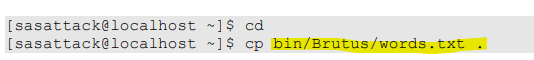 [sasattack@localhost ~]$ cd
[sasattack@localhost ~]$ cp bin/Brutus/words.txt .